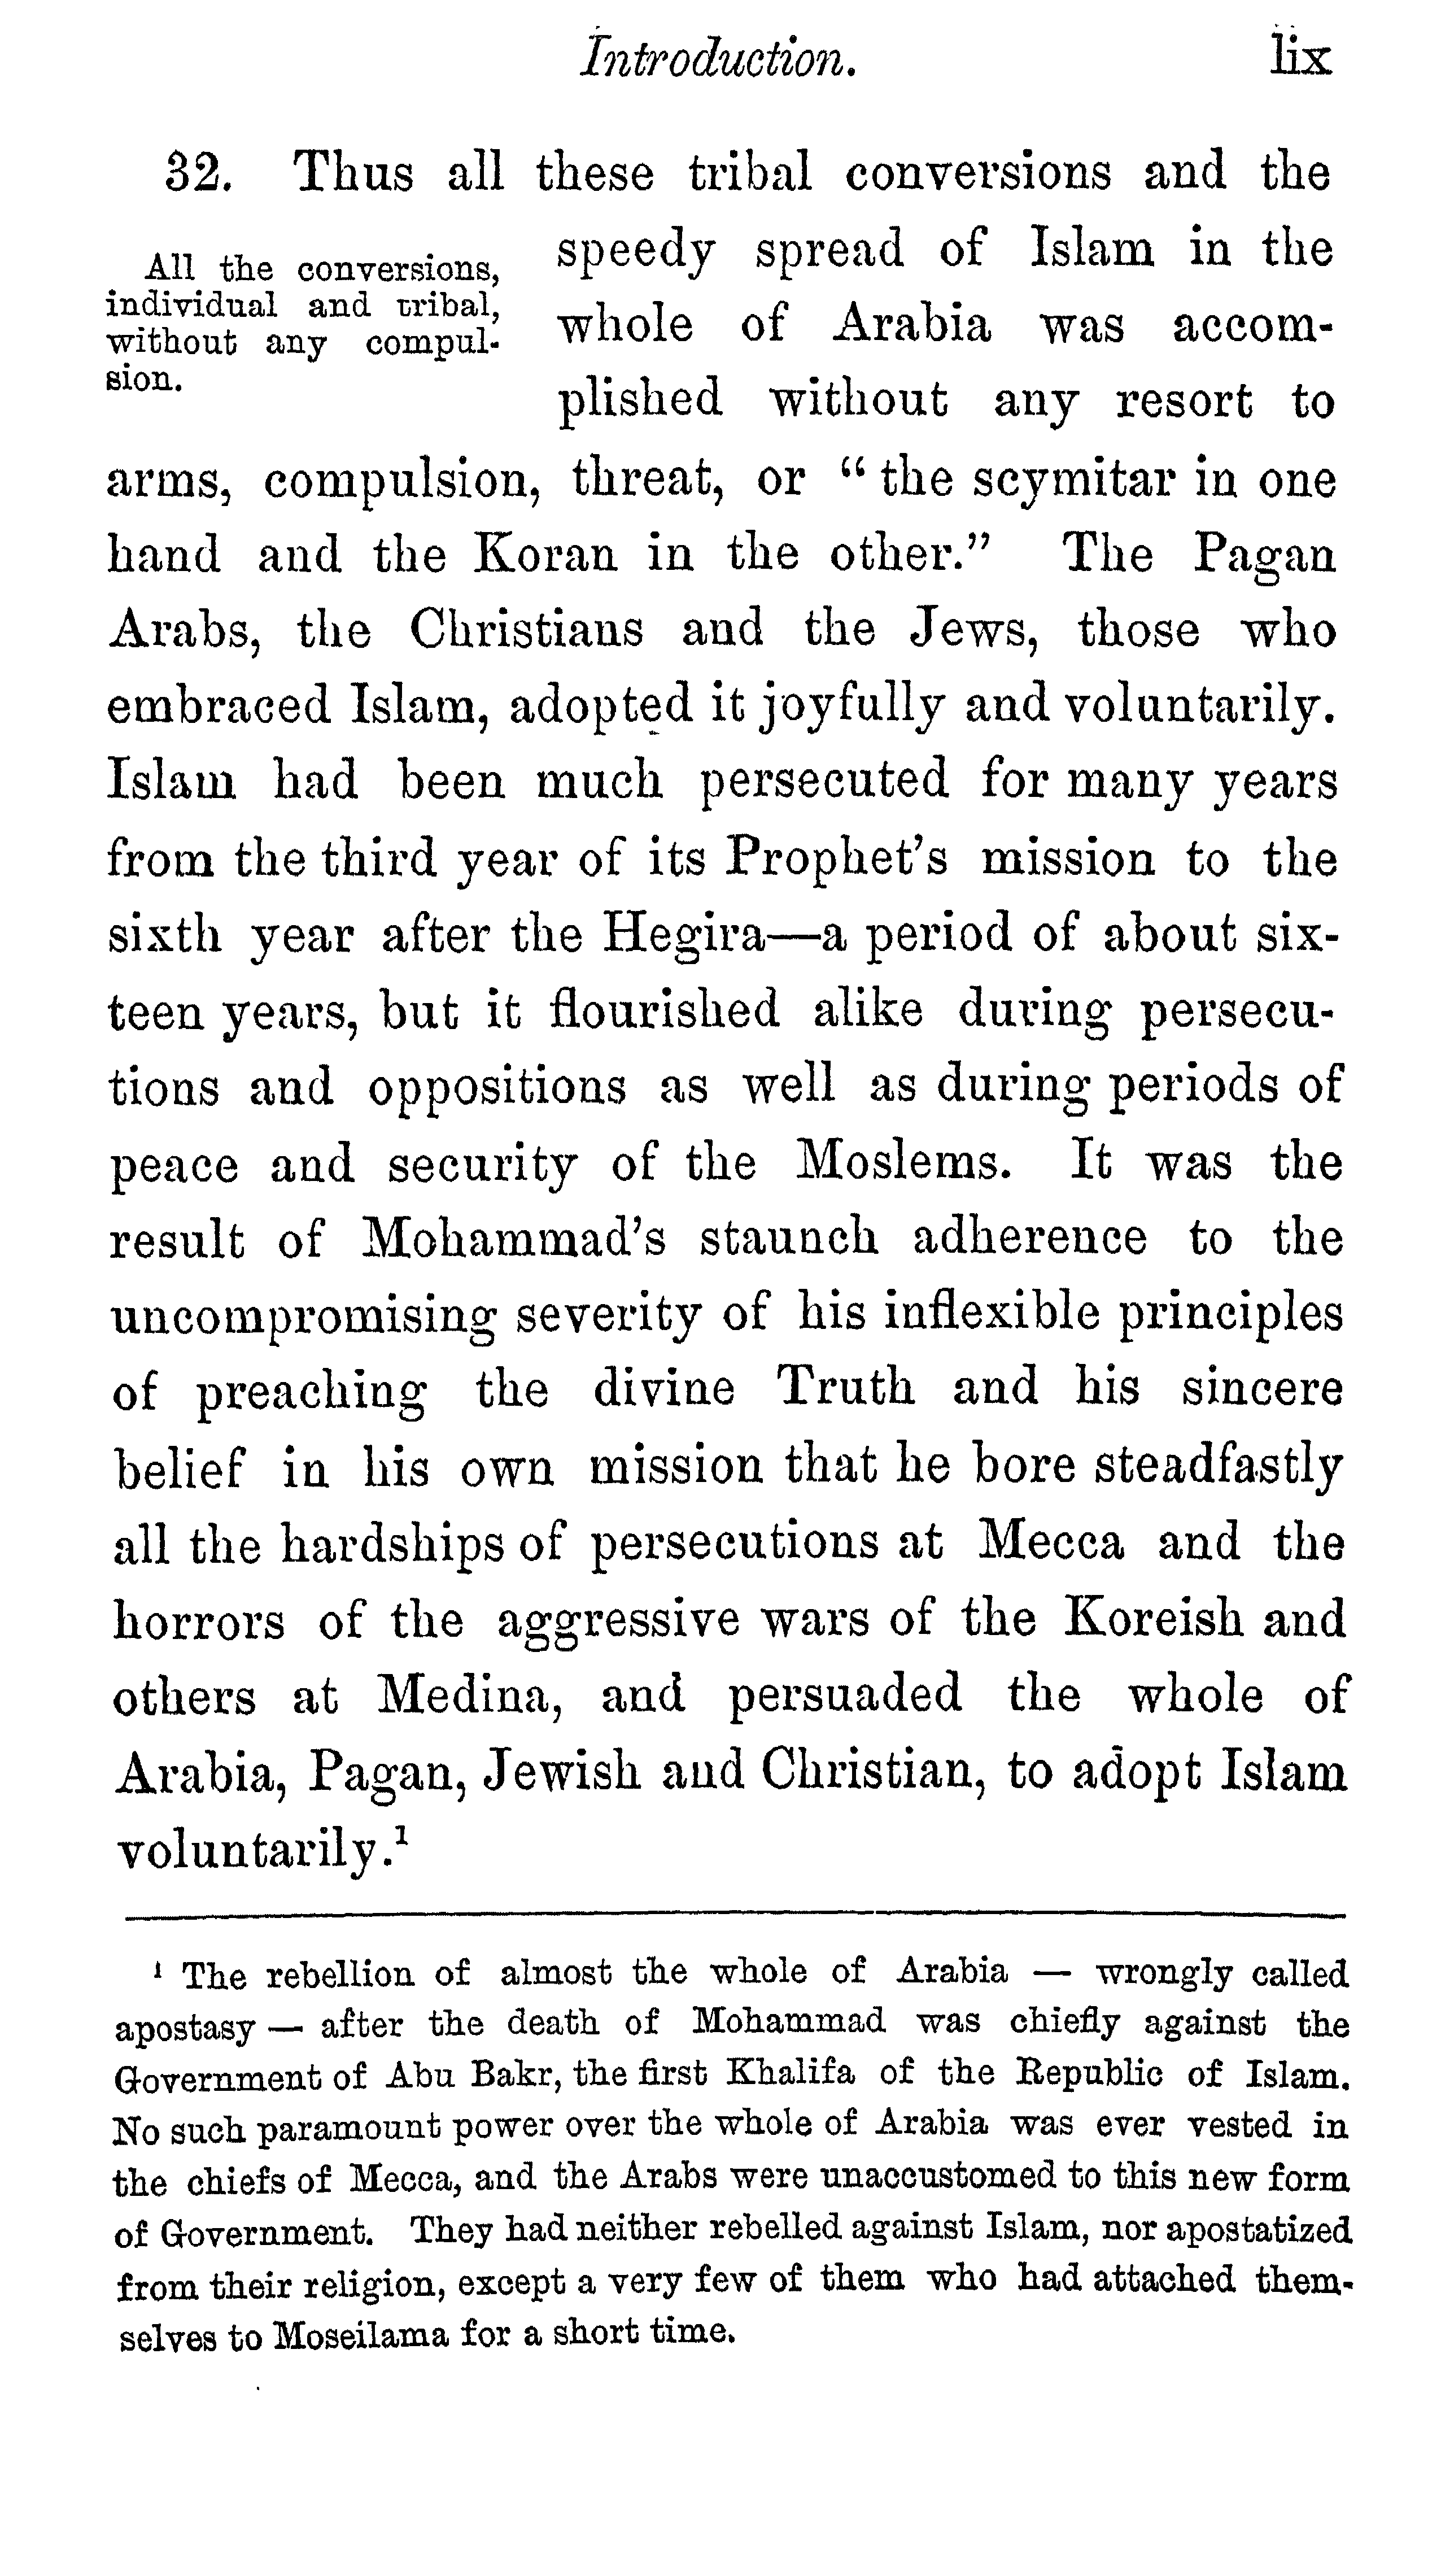 Introduction. lix
32. Thus all these tribal conversions and the
All the conversions,
individual and tribal,
without any compul-
sion.
speedy spread of Islam in the
whole of Arabia was accom-
plished without any resort to
arms, compulsion, threat, or “ the scymitar in one
hand and the Koran in the other.” The Pagan
Arabs, the Christians and the Jews, those who
embraced Islam, adopted it joyfully and voluntarily.
Islam had been much persecuted for many years
from the third year of its Prophet’s mission to the
sixth year after the Hegira—a period of about six-
teen years, but it flourished alike during persecu-
tions and oppositions as well as during periods of
peace and security of the Moslems. It was the
result of Mohammad’s staunch adherence to the
uncompromising severity of his inflexible principles
of preaching the divine Truth and his sincere
belief in his own mission that he bore steadfastly
all the hardships of persecutions at Mecca and the
horrors of the aggressive wars of the Koreish and
others at Medina, and persuaded the whole of
Arabia, Pagan, Jewish and Christian, to adopt Islam
voluntarily.¹
¹ The rebellion of almost the whole of Arabia — wrongly called
apostasy — after the death of Mohammad was chiefly against the
Government of Abu Bakr, the first Khalifa of the Republic of Islam.
No such paramount power over the whole of Arabia was ever vested in
the chiefs of Mecca, and the Arabs were unaccustomed to this new form
of Government. They had neither rebelled against Islam, nor apostatized
from their religion, except a very few of them who had attached them-
selves to Moseilama for a short time.